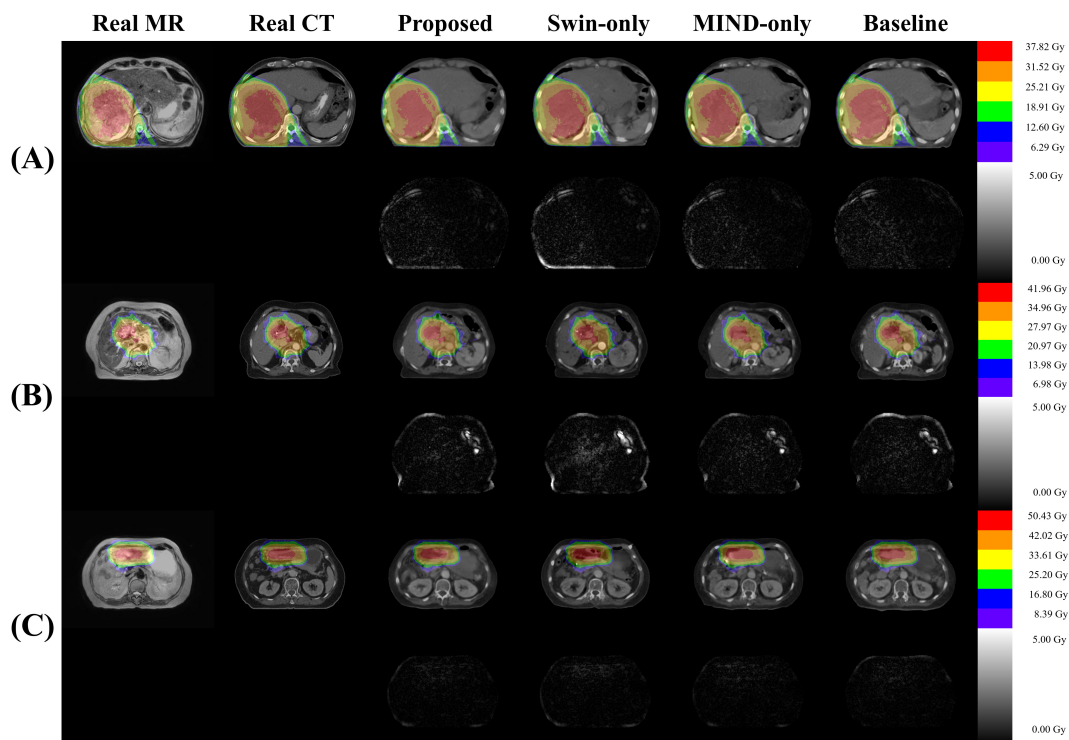 Real MR Real CT Proposed Swin-only MIND-only Baseline
(A)
37.82 Gy
31.52 Gy
25.21 Gy
18.91 Gy
12.60 Gy
6.29 Gy
5.00 Gy
0.00 Gy
(B)
41.96 Gy
34.96 Gy
27.97 Gy
20.97 Gy
13.98 Gy
6.98 Gy
5.00 Gy
0.00 Gy
(C)
50.43 Gy
42.02 Gy
33.61 Gy
25.20 Gy
16.80 Gy
8.39 Gy
5.00 Gy
0.00 Gy